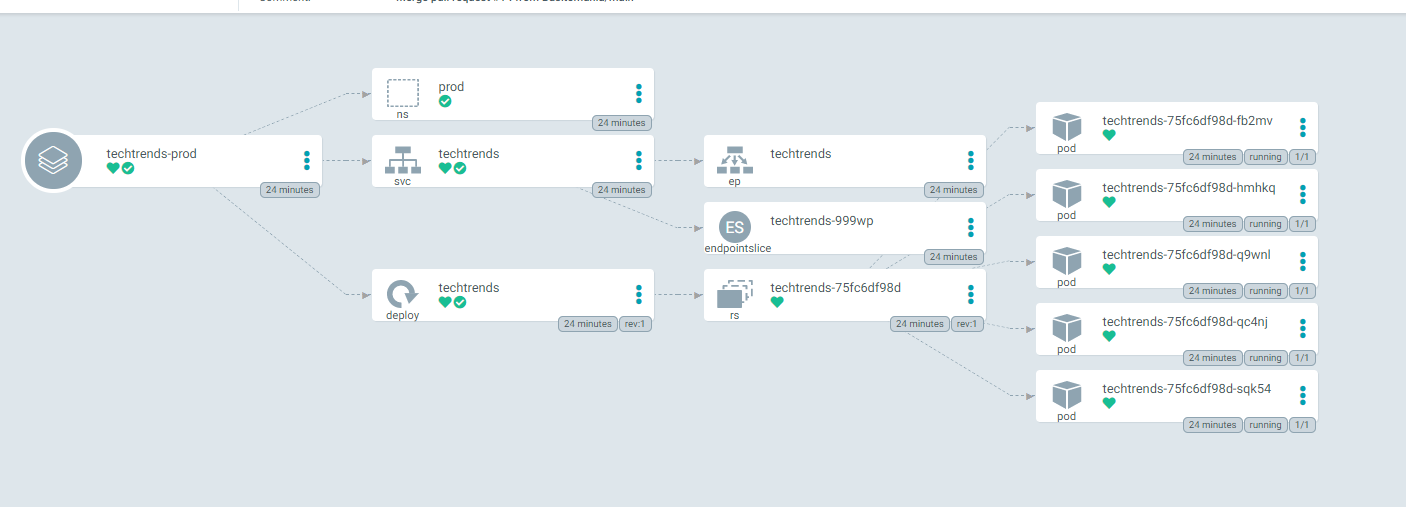 prod
ns
24 minutes
techtrends-prod
24 minutes
techtrends
svc
24 minutes
techtrends
deploy
24 minutes rev:1
techtrends
ep
24 minutes
techtrends-999wp
ES
endpointslice
24 minutes
techtrends-75fc6df98d
rs
24 minutes rev:1
techtrends-75fc6df98d-fb2mv
pod
24 minutes running 1/1
techtrends-75fc6df98d-hmhkq
pod
24 minutes running 1/1
techtrends-75fc6df98d-q9wnl
pod
24 minutes running 1/1
techtrends-75fc6df98d-qc4nj
pod
24 minutes running 1/1
techtrends-75fc6df98d-sqk54
pod
24 minutes running 1/1